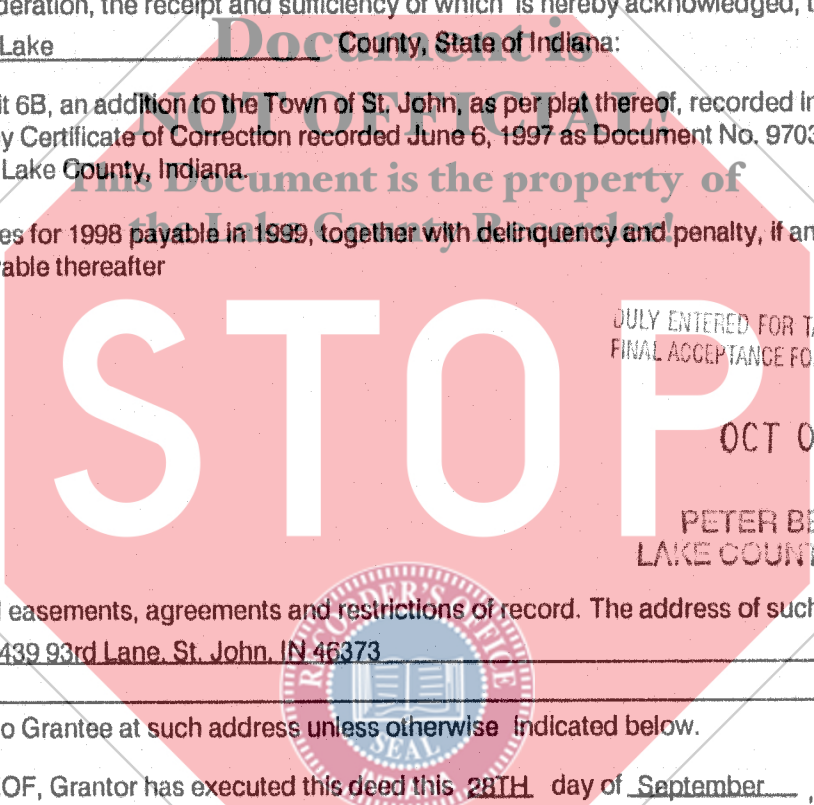 deration, the receipt and sufficiency of which is hereby acknowledged, t
Document is
Lake County, State of Indiana:
it 6B, an addition to the Town of St. John, as per plat thereof, recorded in
NOT OFFICIAL!
y Certificate of Correction recorded June 6, 1997 as Document No. 9703
Lake County, Indiana.
This Document is the property of
the Lake County Recorder!
es for 1998 payable in 1999, together with delinquency and penalty, if an
able thereafter
STOP
DULY ENTERED FOR TA
FINAL ACCEPTANCE FO
OCT 0
PETER BE
LAKE COUNT
l easements, agreements and restrictions of record. The address of such
439 93rd Lane, St. John, IN 46373
RECORDER'S OFFICE
SEAL
o Grantee at such address unless otherwise indicated below.
OF, Grantor has executed this deed this 28TH day of September ,